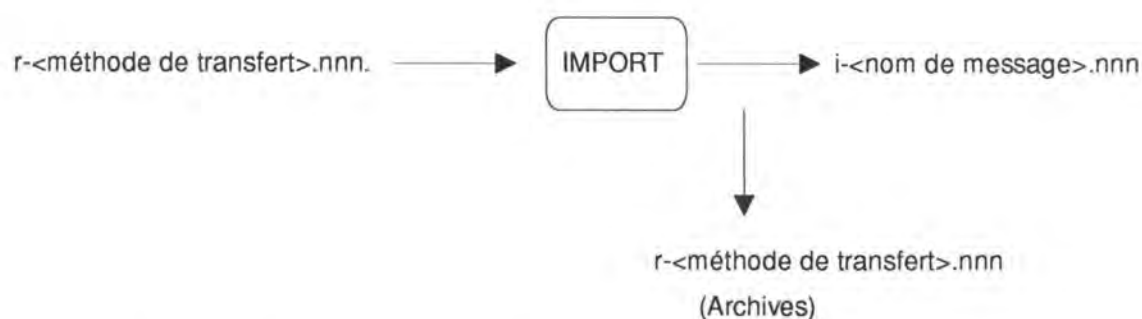 r-<méthode de transfert>.nnn.
IMPORT
i-<nom de message>.nnn
r-<méthode de transfert>.nnn
(Archives)